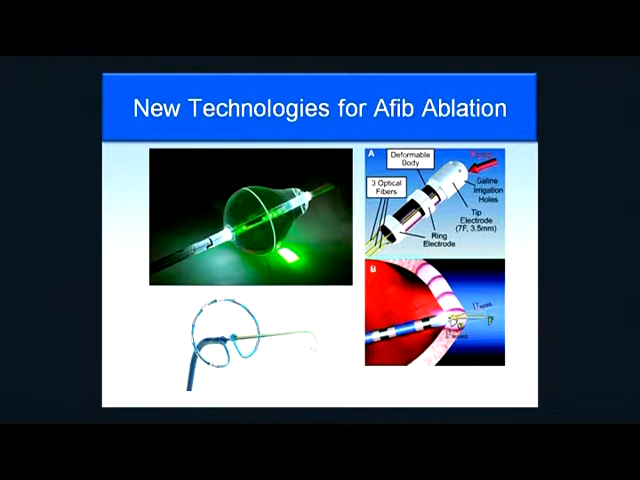 New Technologies for Afib Ablation
A
Deformable
Body
3 Optical
Fibers
Saline
Irrigation
Holes
Tip
Electrode
(7F, 3.5mm)
Ring
Electrode
B
F